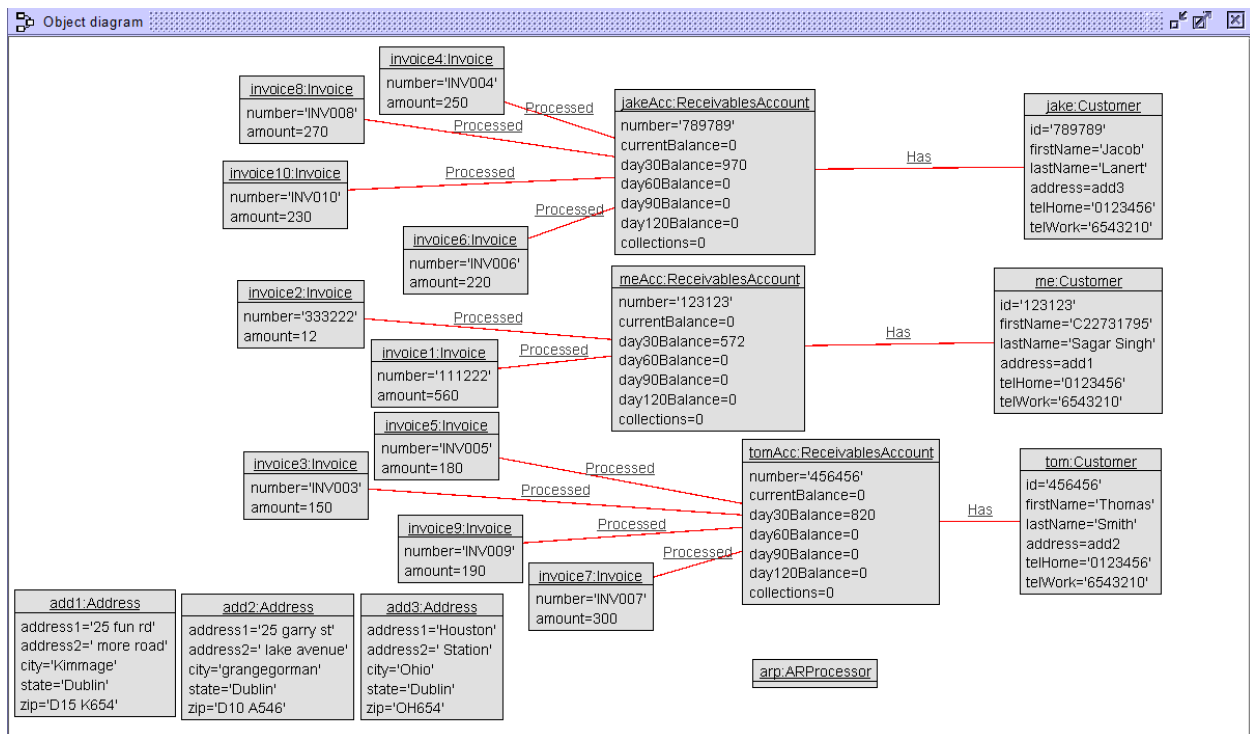 Object diagram
invoice4:Invoice
number='INV004'
amount=250
invoice8:Invoice
number='INV008'
amount=270
invoice10:Invoice
number='INV010'
amount=230
invoice6:Invoice
number='INV006'
amount=220
Processed
Processed
Processed
Processed
jakeAcc:ReceivablesAccount
number='789789'
currentBalance=0
day30Balance=970
day60Balance=0
day90Balance=0
day120Balance=0
collections=0
Has
jake:Customer
id='789789'
firstName='Jacob'
lastName='Lanert'
address=add3
telHome='0123456'
telWork='6543210'
invoice2:Invoice
number='333222'
amount=12
invoice1:Invoice
number='111222'
amount=560
Processed
Processed
meAcc:ReceivablesAccount
number='123123'
currentBalance=0
day30Balance=572
day60Balance=0
day90Balance=0
day120Balance=0
collections=0
Has
me:Customer
id='123123'
firstName='C22731795'
lastName='Sagar Singh'
address=add1
telHome='0123456'
telWork='6543210'
invoice5:Invoice
number='INV005'
amount=180
invoice3:Invoice
number='INV003'
amount=150
invoice9:Invoice
number='INV009'
amount=190
invoice7:Invoice
number='INV007'
amount=300
Processed
Processed
Processed
Processed
tomAcc:ReceivablesAccount
number='456456'
currentBalance=0
day30Balance=820
day60Balance=0
day90Balance=0
day120Balance=0
collections=0
Has
tom:Customer
id='456456'
firstName='Thomas'
lastName='Smith'
address=add2
telHome='0123456'
telWork='6543210'
add1:Address
address1='25 fun rd'
address2=' more road'
city='Kimmage'
state='Dublin'
zip='D15 K654'
add2:Address
address1='25 garry st'
address2=' lake avenue'
city='grangegorman'
state='Dublin'
zip='D10 A546'
add3:Address
address1='Houston'
address2=' Station'
city='Ohio'
state='Dublin'
zip='OH654'
arp:ARProcessor